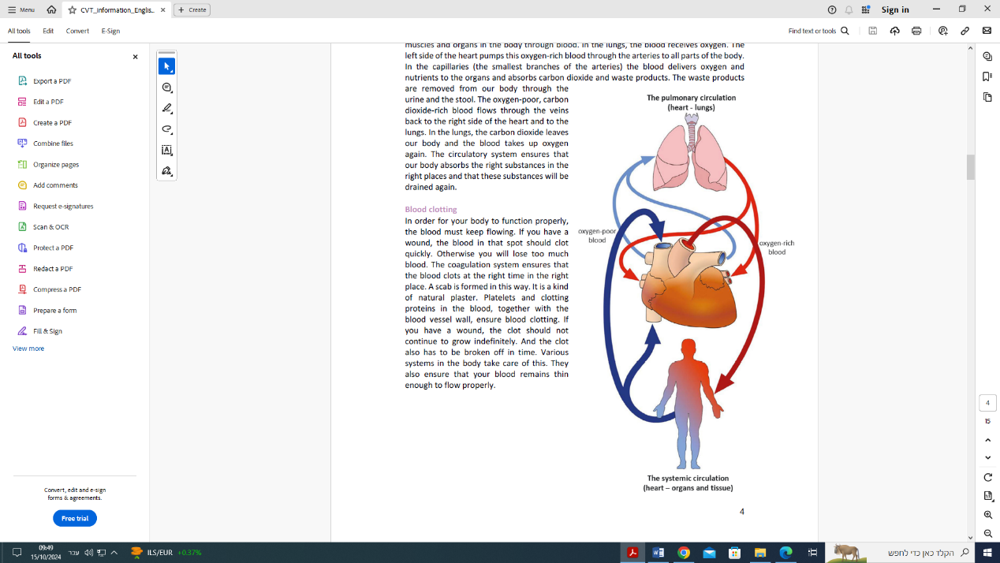 Menu
CVT_information_Englis...
Create
Sign in
All tools
Edit
Convert
E-Sign
Find text or tools
All tools
Export a PDF
Edit a PDF
Create a PDF
Combine files
Organize pages
Add comments
Request e-signatures
Scan & OCR
Protect a PDF
Redact a PDF
Compress a PDF
Prepare a form
Fill & Sign
View more
Convert, edit and e-sign
forms & agreements.
Free trial
muscles and organs in the body through blood. In the lungs, the blood receives oxygen. The
left side of the heart pumps this oxygen-rich blood through the arteries to all parts of the body.
In the capillaries (the smallest branches of the arteries) the blood delivers oxygen and
nutrients to the organs and absorbs carbon dioxide and waste products. The waste products
are removed from our body through the
urine and the stool. The oxygen-poor, carbon
dioxide-rich blood flows through the veins
back to the right side of the heart and to the
lungs. In the lungs, the carbon dioxide leaves
our body and the blood takes up oxygen
again. The circulatory system ensures that
our body absorbs the right substances in the
right places and that these substances will be
drained again.
Blood clotting
In order for your body to function properly,
the blood must keep flowing. If you have a
wound, the blood in that spot should clot
quickly. Otherwise you will lose too much
blood. The coagulation system ensures that
the blood clots at the right time in the right
place. A scab is formed in this way. It is a kind
of natural plaster. Platelets and clotting
proteins in the blood, together with the
blood vessel wall, ensure blood clotting. If
you have a wound, the clot should not
continue to grow indefinitely. And the clot
also has to be broken off in time. Various
systems in the body take care of this. They
also ensure that your blood remains thin
enough to flow properly.
The pulmonary circulation
(heart - lungs)
oxygen-poor
blood
oxygen-rich
blood
The systemic circulation
(heart – organs and tissue)
4
4
15
09:49
15/10/2024
עבר
ILS/EUR
+0.37%
הקלד כאן כדי לחפש